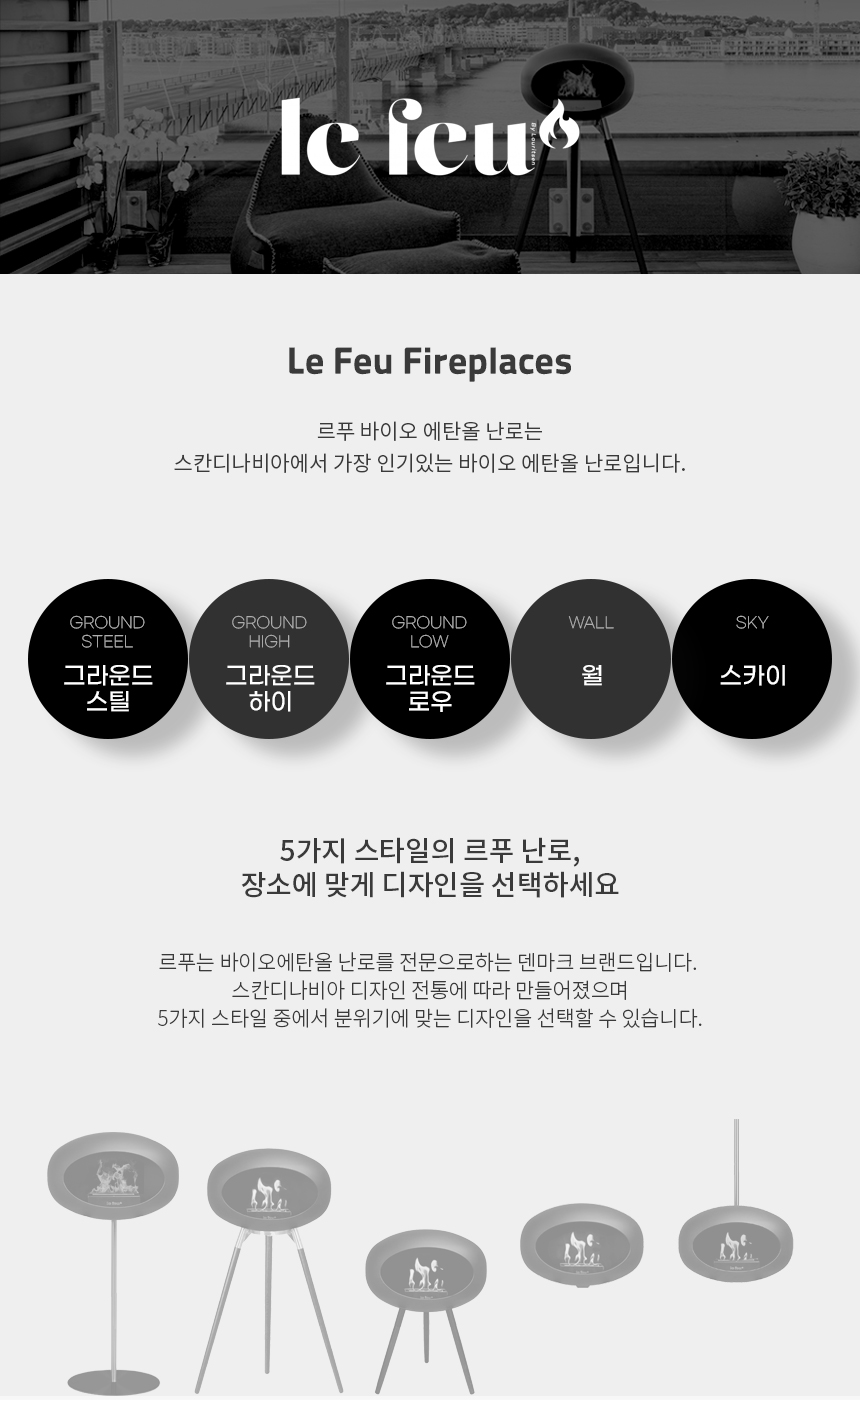 le feu
By Lauritzen
Le Feu Fireplaces
르푸 바이오 에탄올 난로는
스칸디나비아에서 가장 인기있는 바이오 에탄올 난로입니다.
GROUND
STEEL
그라운드
스틸
GROUND
HIGH
그라운드
하이
GROUND
LOW
그라운드
로우
WALL
월
SKY
스카이
5가지 스타일의 르푸 난로,
장소에 맞게 디자인을 선택하세요
르푸는 바이오에탄올 난로를 전문으로하는 덴마크 브랜드입니다.
스칸디나비아 디자인 전통에 따라 만들어졌으며
5가지 스타일 중에서 분위기에 맞는 디자인을 선택할 수 있습니다.